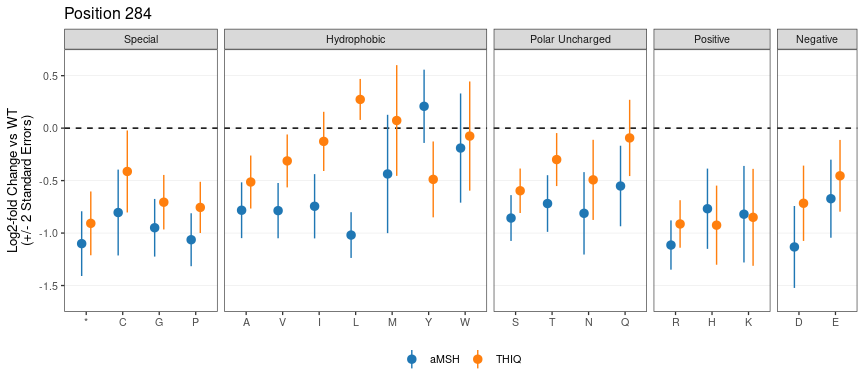 Position 284
Special
Hydrophobic
Polar Uncharged
Positive
Negative
Log2-fold Change vs WT
(+/- 2 Standard Errors)
0.5
0.0
-0.5
-1.0
-1.5
* C G P
A V I L M Y W
S T N Q
R H K
D E
aMSH THIQ